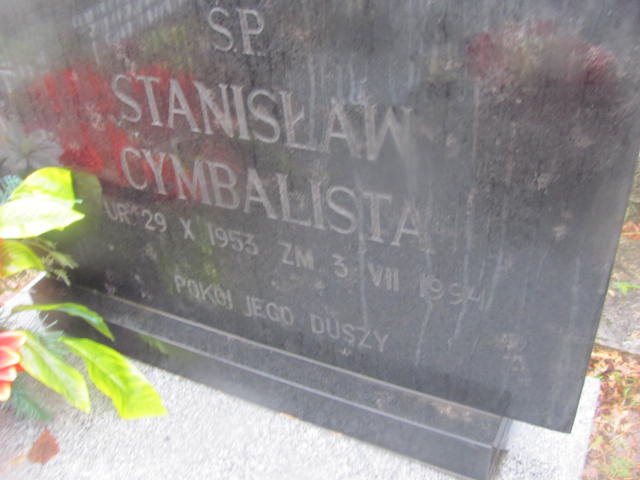 S.P.
STANISŁAW
CYMBALISTA
UR. 29 X 1953 ZM. 3 VII 1994
POKÓJ JEGO DUSZY